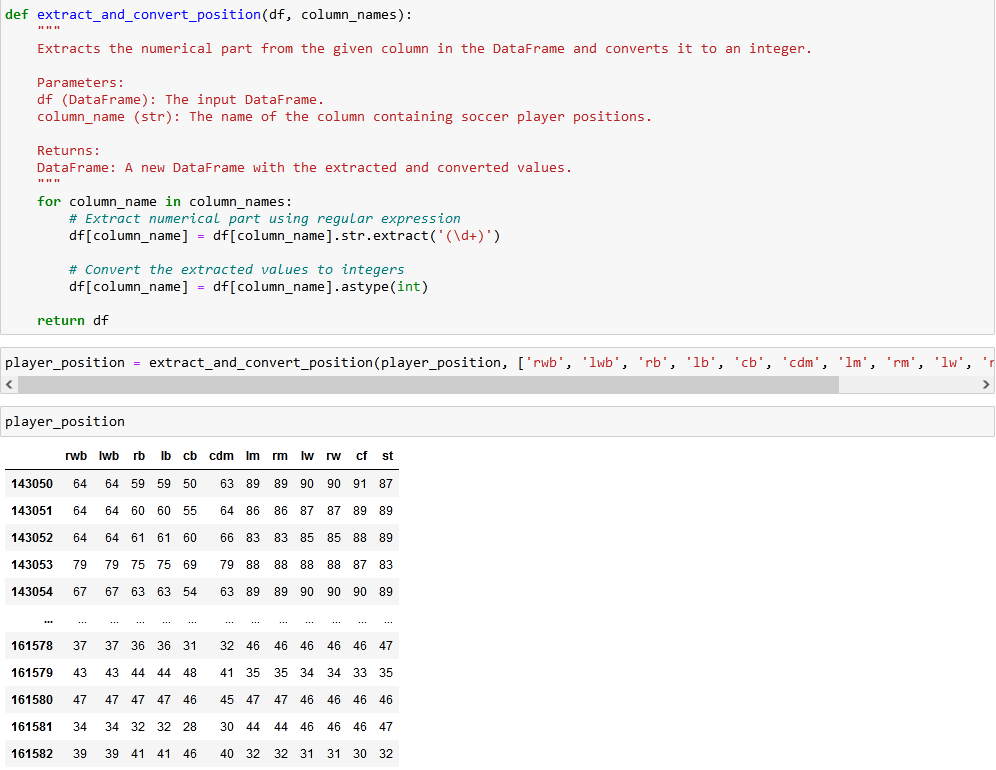 def extract_and_convert_position(df, column_names):
"""
Extracts the numerical part from the given column in the DataFrame and converts it to an integer.
Parameters:
df (DataFrame): The input DataFrame.
column_name (str): The name of the column containing soccer player positions.
Returns:
DataFrame: A new DataFrame with the extracted and converted values.
"""
for column_name in column_names:
# Extract numerical part using regular expression
df[column_name] = df[column_name].str.extract('(\d+)')
# Convert the extracted values to integers
df[column_name] = df[column_name].astype(int)
return df
player_position = extract_and_convert_position(player_position, ['rwb', 'lwb', 'rb', 'lb', 'cb', 'cdm', 'lm', 'rm', 'lw', 'r
player_position
rwb lwb rb lb cb cdm lm rm lw rw cf st
143050 64 64 59 59 50 63 89 89 90 90 91 87
143051 64 64 60 60 55 64 86 86 87 87 89 89
143052 64 64 61 61 60 66 83 83 85 85 88 89
143053 79 79 75 75 69 79 88 88 88 88 87 83
143054 67 67 63 63 54 63 89 89 90 90 90 89
... ... ... ... ... ... ... ... ... ... ... ... ...
161578 37 37 36 36 31 32 46 46 46 46 46 47
161579 43 43 44 44 48 41 35 35 34 34 33 35
161580 47 47 47 47 46 45 47 47 46 46 46 46
161581 34 34 32 32 28 30 44 44 46 46 46 47
161582 39 39 41 41 46 40 32 32 31 31 30 32